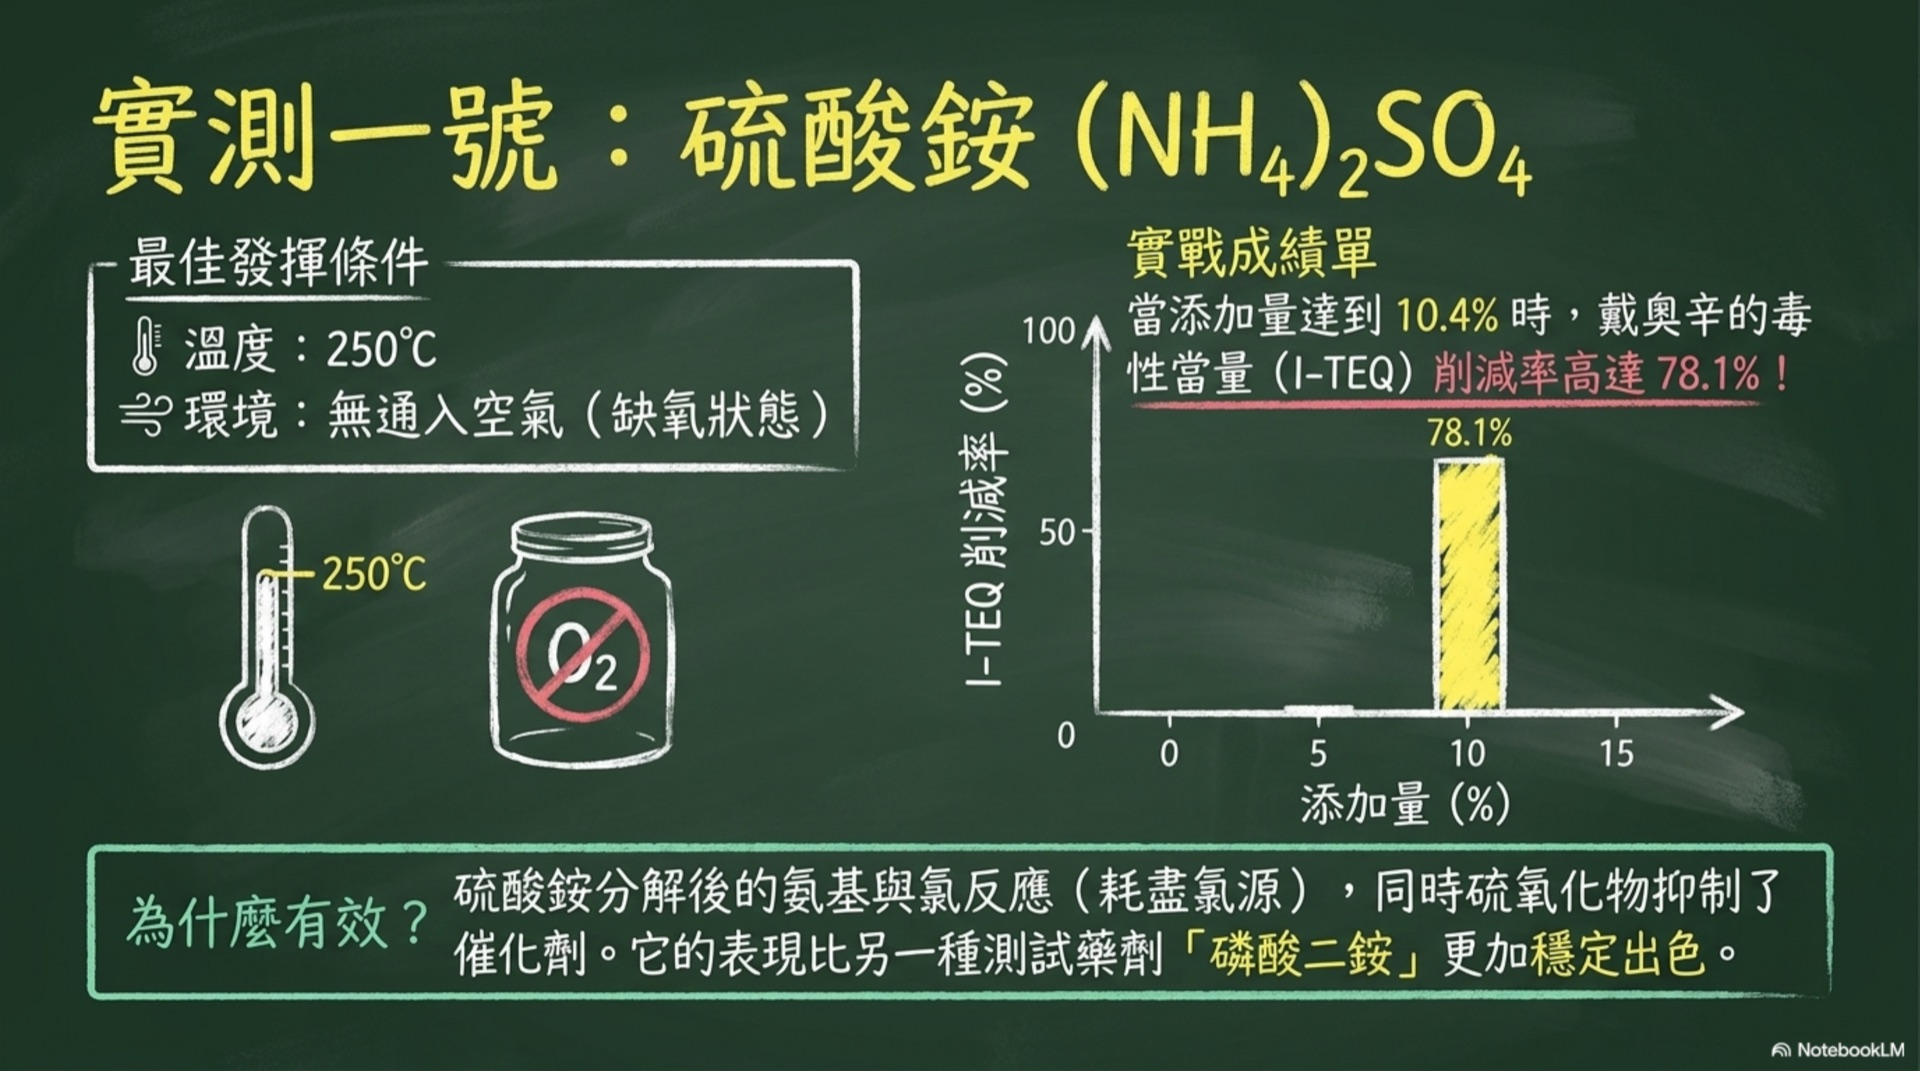 實測一號：硫酸銨 (NH₄)₂SO₄
最佳發揮條件
溫度：250℃
環境：無通入空氣（缺氧狀態）
250℃
O₂
實戰成績單
當添加量達到 10.4% 時，戴奧辛的毒
性當量（I-TEQ）削減率高達 78.1%！
78.1%
I-TEQ 削減率 (%)
100
50
0
0 5 10 15
添加量 (%)
為什麼有效？
硫酸銨分解後的氨基與氯反應（耗盡氯源），同時硫氧化物抑制了
催化劑。它的表現比另一種測試藥劑「磷酸二銨」更加穩定出色。
NotebookLM